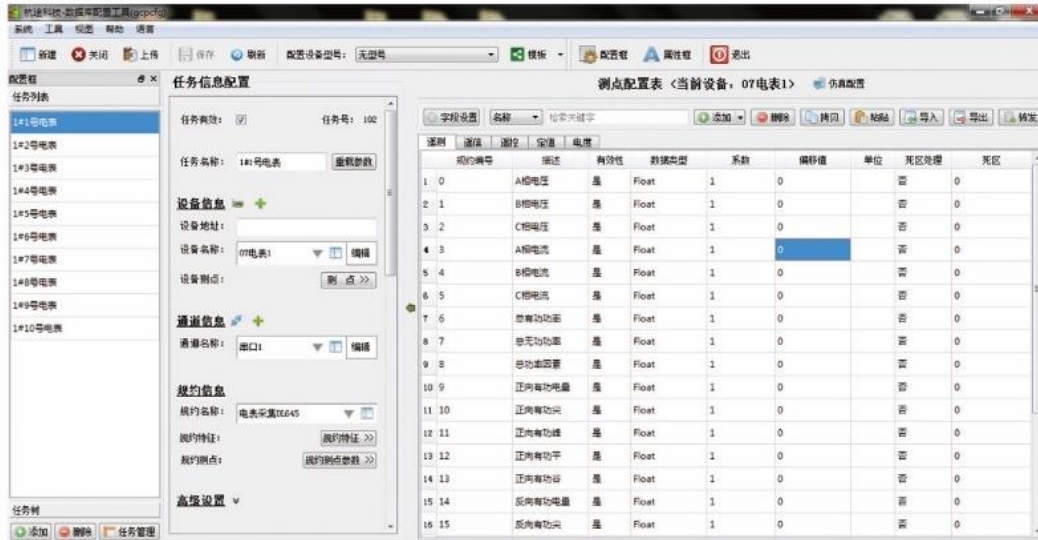 杭途科技-数据库配置工具(gcpcfg)
系统 工具 视图 帮助 语言
新建 关闭 上传 保存 刷新 配置设备型号: 无型号 模板 配置框 属性框 退出
配置框
任务列表
1#1号电表
1#2号电表
1#3号电表
1#4号电表
1#5号电表
1#6号电表
1#7号电表
1#8号电表
1#9号电表
1#10号电表
任务树
添加 删除 任务管理
任务信息配置
任务有效: 任务号: 102
任务名称: 1#1号电表 重载参数
设备信息
设备地址:
设备名称: 07电表1 编辑
设备测点: 测 点 >>
通道信息
通道名称: 串口1 编辑
规约信息
规约名称: 电表采集DL645
规约特征: 规约特征 >>
规约测点: 规约测点参数 >>
高级设置
测点配置表 <当前设备: 07电表1> 仿真配置
字段设置 名称 检索关键字 添加 删除 拷贝 粘贴 导入 导出 转发
遥测 遥信 遥控 定值 电度
规约编号 描述 有效性 数据类型 系数 偏移值 单位 死区处理 死区
1 0 A相电压 是 Float 1 0 否 0
2 1 B相电压 是 Float 1 0 否 0
3 2 C相电压 是 Float 1 0 否 0
4 3 A相电流 是 Float 1 0 否 0
5 4 B相电流 是 Float 1 0 否 0
6 5 C相电流 是 Float 1 0 否 0
7 6 总有功功率 是 Float 1 0 否 0
8 7 总无功功率 是 Float 1 0 否 0
9 8 总功率因素 是 Float 1 0 否 0
10 9 正向有功电量 是 Float 1 0 否 0
11 10 正向有功尖 是 Float 1 0 否 0
12 11 正向有功峰 是 Float 1 0 否 0
13 12 正向有功平 是 Float 1 0 否 0
14 13 正向有功谷 是 Float 1 0 否 0
15 14 反向有功电量 是 Float 1 0 否 0
16 15 反向有功尖 是 Float 1 0 否 0